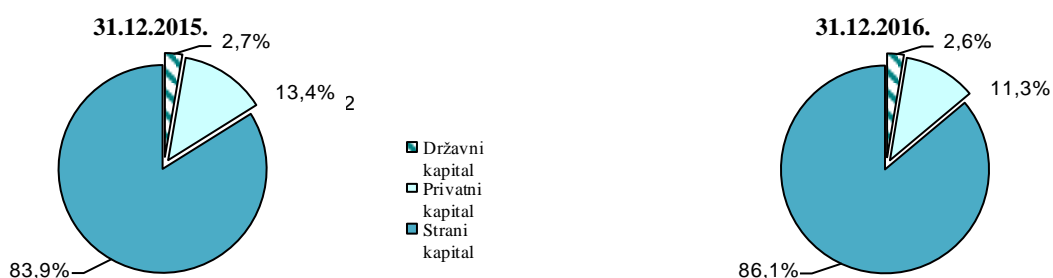 31.12.2015.
2,7%
13,4%
2
83,9%
Državni
kapital
Privatni
kapital
Strani
kapital
31.12.2016.
2,6%
11,3%
86,1%